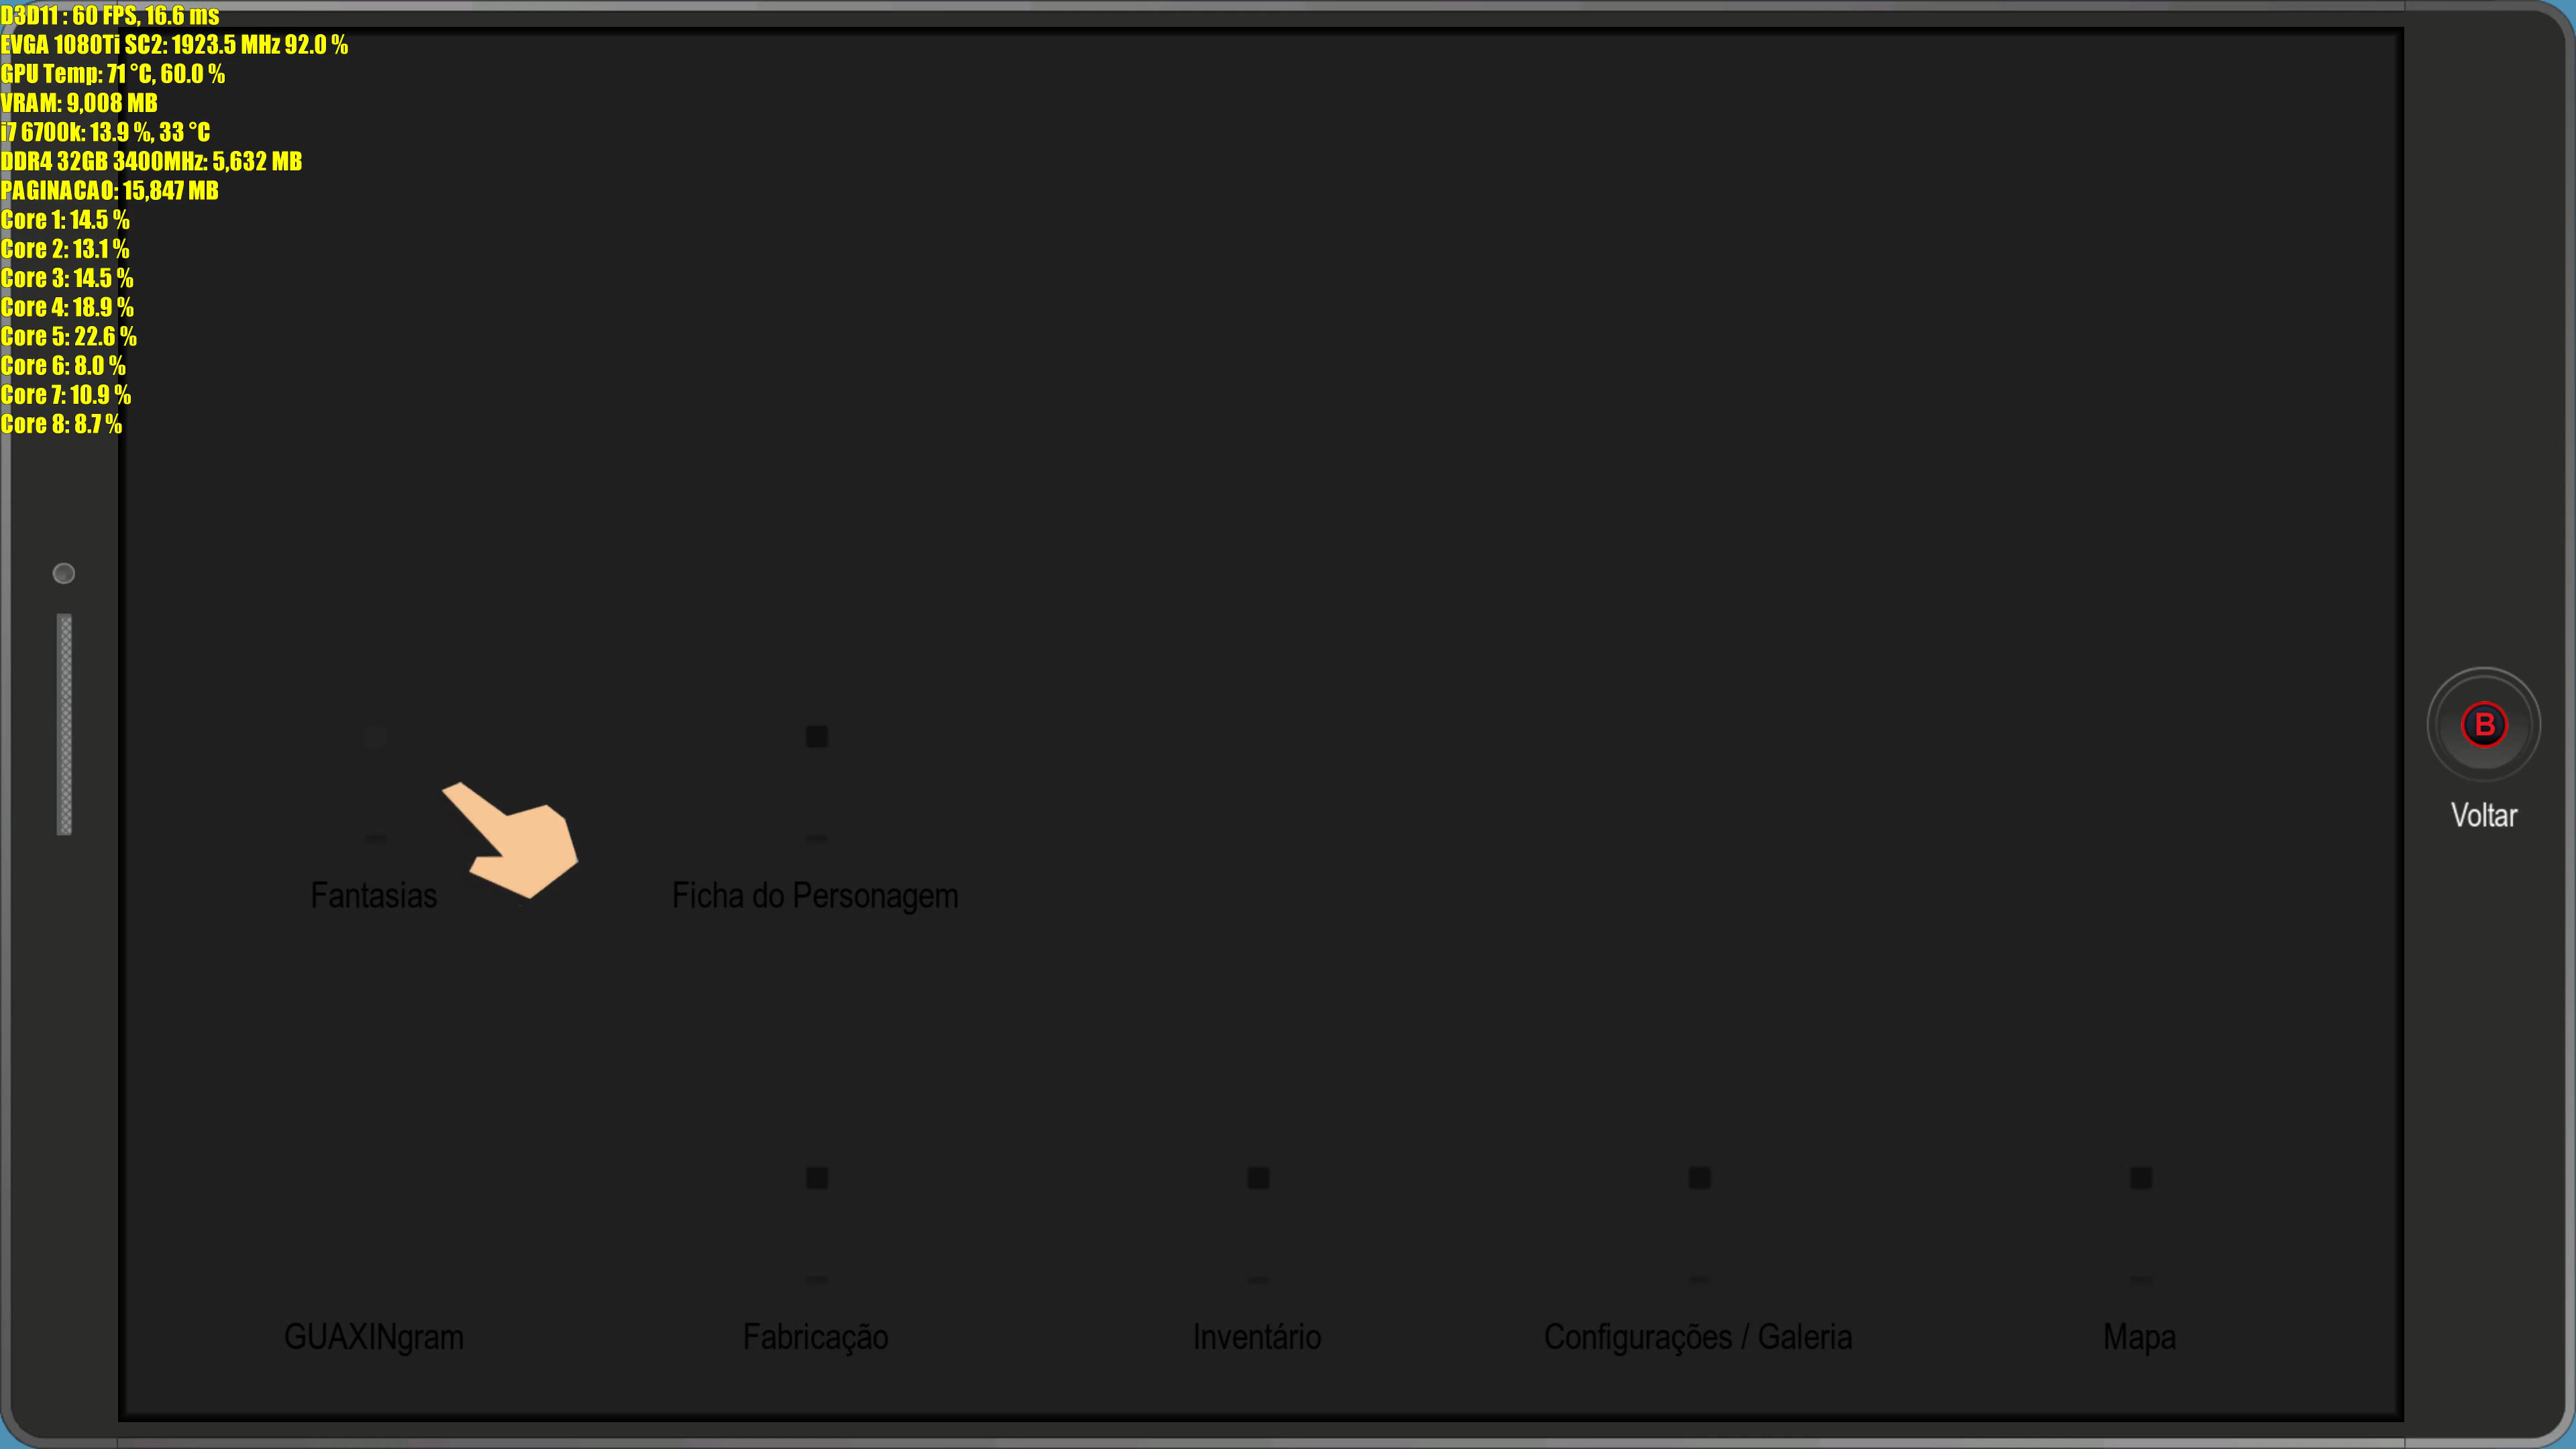 D3D11 : 60 FPS, 16.6 ms
EVGA 1080Ti SC2: 1923.5 MHz 92.0 %
GPU Temp: 71 °C, 60.0 %
VRAM: 9,008 MB
i7 6700k: 13.9 %, 33 °C
DDR4 32GB 3400MHz: 5,632 MB
PAGINACAO: 15,847 MB
Core 1: 14.5 %
Core 2: 13.1 %
Core 3: 14.5 %
Core 4: 18.9 %
Core 5: 22.6 %
Core 6: 8.0 %
Core 7: 10.9 %
Core 8: 8.7 %
B
Voltar
Fantasias
Ficha do Personagem
GUAXINgram
Fabricação
Inventário
Configurações / Galeria
Mapa